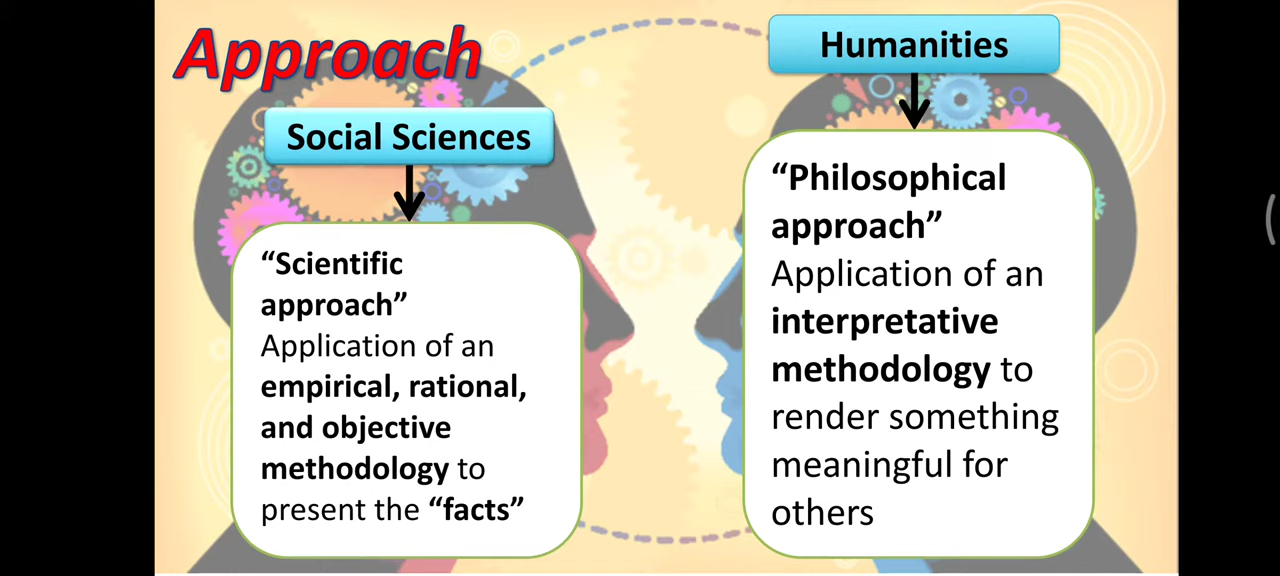 Approach
Social Sciences
“Scientific
approach”
Application of an
empirical, rational,
and objective
methodology to
present the “facts”
Humanities
“Philosophical
approach”
Application of an
interpretative
methodology to
render something
meaningful for
others